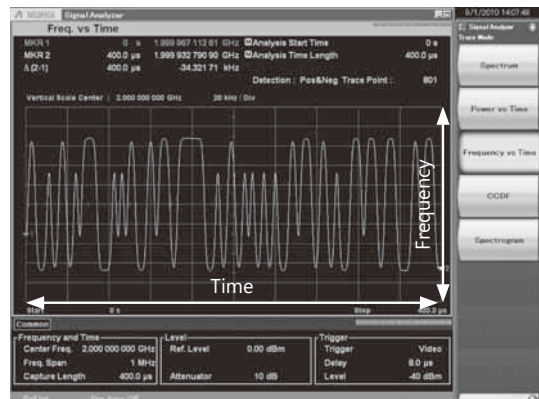 MS269xA Signal Analyzer
9/1/2010 14:07:48
Freq. vs Time
Signal Analyzer
Trace Mode
MKR 1 0 s 1.999 967 112 61 GHz Analysis Start Time 0 s
MKR 2 400.0 µs 1.999 932 790 90 GHz Analysis Time Length 400.0 µs
Δ (2-1) 400.0 µs -34.321 71 kHz
Detection : Pos&Neg Trace Point : 801
Vertical Scale Center : 2.000 000 000 GHz 20 kHz / Div
Spectrum
Power vs Time
Frequency vs Time
CCDF
Spectrogram
Frequency
Time
Start 0 s Stop 400.0 µs
Common
Frequency and Time
Center Freq. 2.000 000 000 GHz
Freq. Span 1 MHz
Capture Length 400.0 µs
Level
Ref. Level 0.00 dBm
Attenuator 10 dB
Trigger
Trigger Video
Delay 8.0 µs
Level -40 dBm